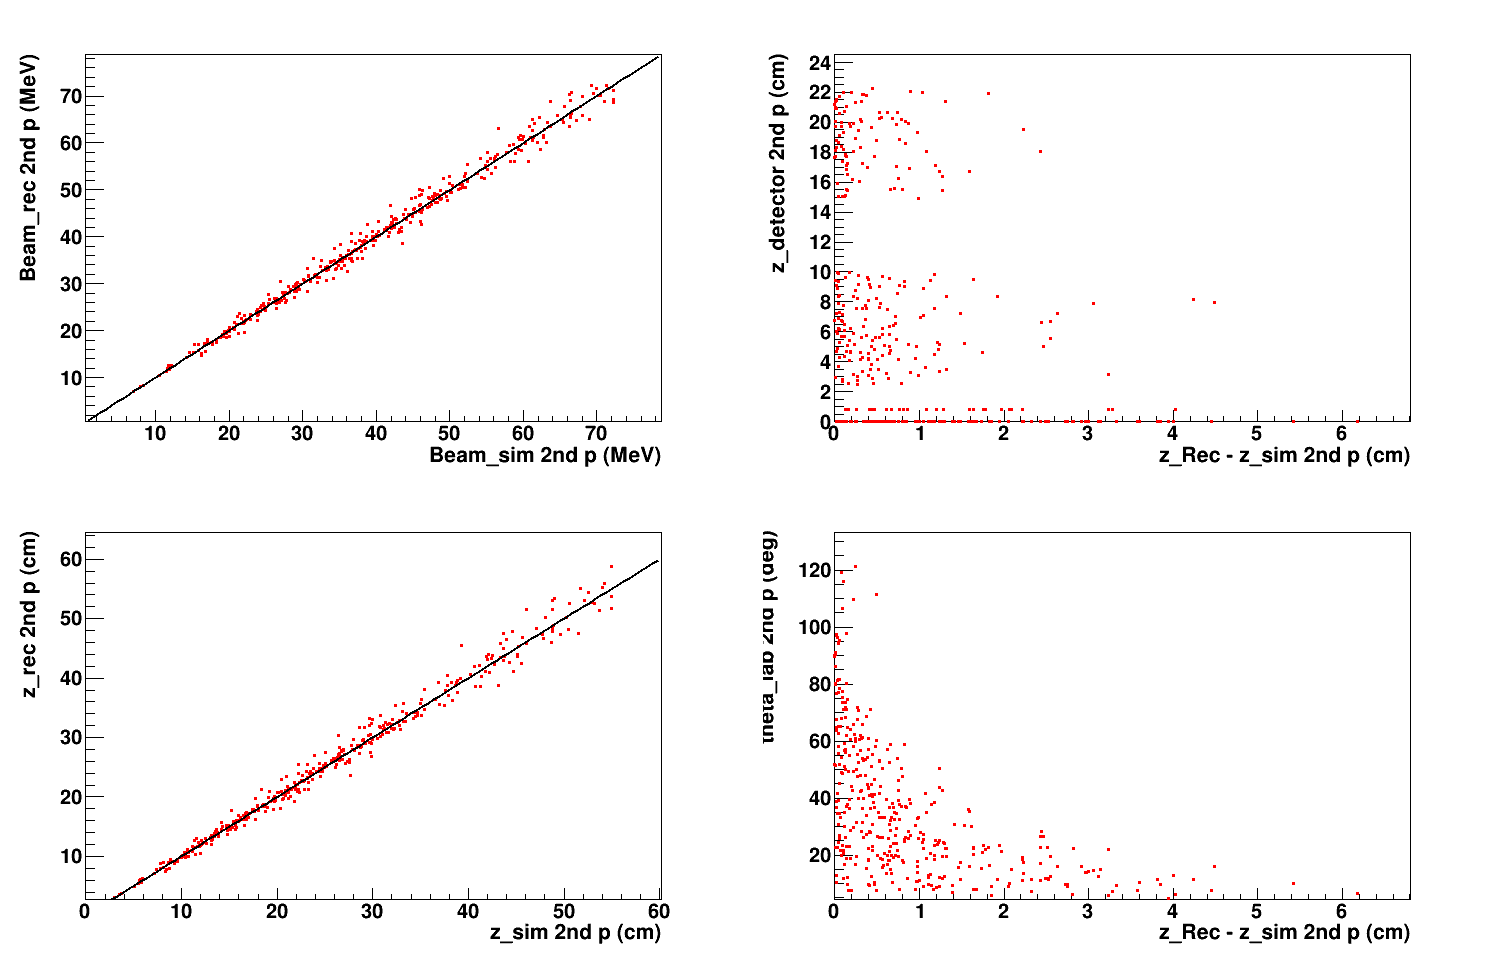 Beam_rec 2nd p (MeV)
70
60
50
40
30
20
10
10 20 30 40 50 60 70
Beam_sim 2nd p (MeV)
z_detector 2nd p (cm)
24
22
20
18
16
14
12
10
8
6
4
2
0
0 1 2 3 4 5 6
z_Rec - z_sim 2nd p (cm)
z_rec 2nd p (cm)
60
50
40
30
20
10
0 10 20 30 40 50 60
z_sim 2nd p (cm)
theta_lab 2nd p (deg)
120
100
80
60
40
20
0 1 2 3 4 5 6
z_Rec - z_sim 2nd p (cm)